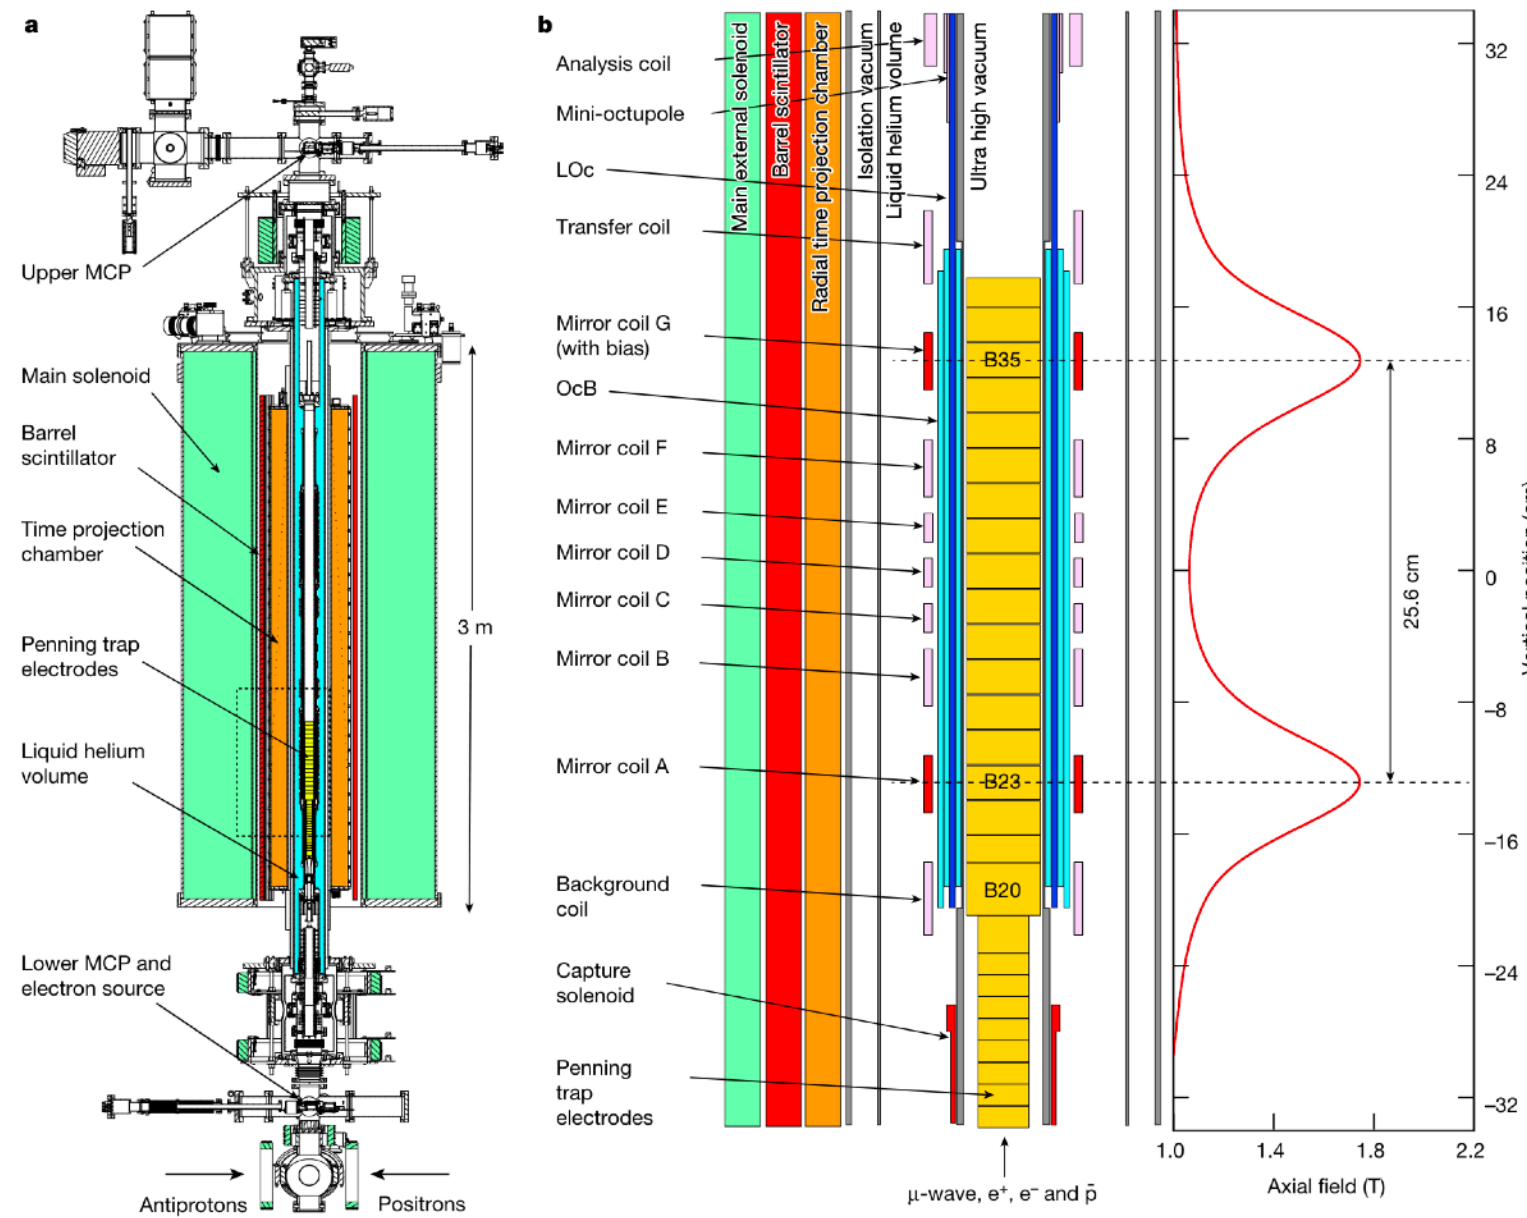 a
Upper MCP
Main solenoid
Barrel
scintillator
Time projection
chamber
Penning trap
electrodes
Liquid helium
volume
Lower MCP and
electron source
3 m
Antiprotons
Positrons
b
Analysis coil
Mini-octupole
LOc
Transfer coil
Mirror coil G
(with bias)
OcB
Mirror coil F
Mirror coil E
Mirror coil D
Mirror coil C
Mirror coil B
Mirror coil A
Background
coil
Capture
solenoid
Penning
trap
electrodes
Main external solenoid
Barrel scintillator
Radial time projection chamber
Isolation vacuum
Liquid helium volume
Ultra high vacuum
B35
B23
B20
μ-wave, e⁺, e⁻ and p̄
25.6 cm
32
24
16
8
0
–8
–16
–24
–32
1.0
1.4
1.8
2.2
Axial field (T)